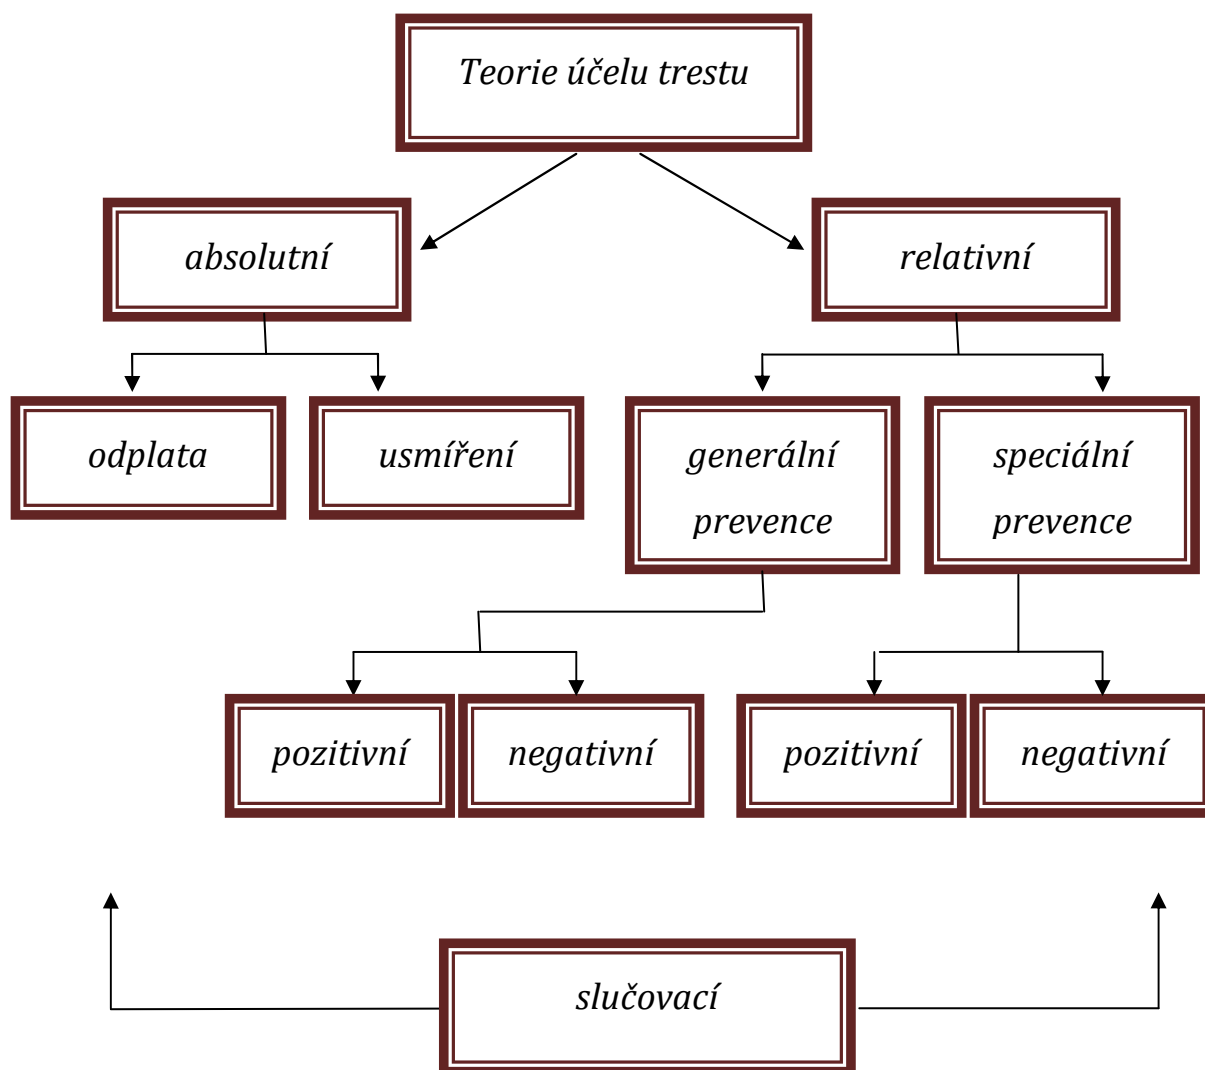 Teorie účelu trestu
absolutní
relativní
odplata
usmíření
generální
prevence
speciální
prevence
pozitivní
negativní
pozitivní
negativní
slučovací